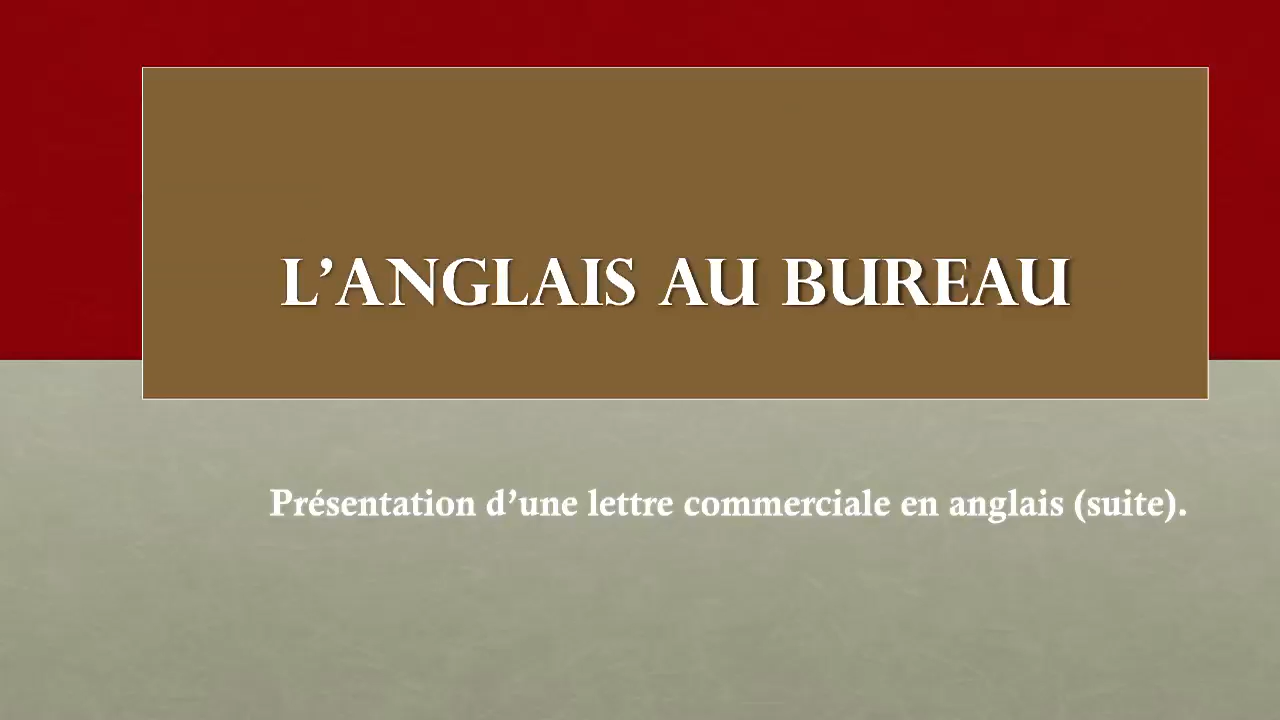 L’ANGLAIS AU BUREAU
Présentation d’une lettre commerciale en anglais (suite).